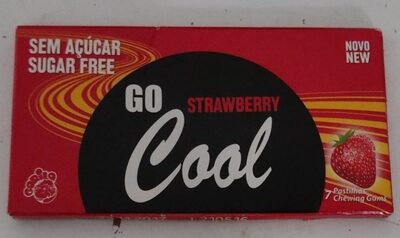 SEM AÇÚCAR
SUGAR FREE
NOVO
NEW
GO
STRAWBERRY
Cool
7 Pastilhas
Chewing Gums